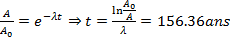 A/A₀ = e^{-λt} ⇒ t = ln(A₀/A)/λ = 156.36ans